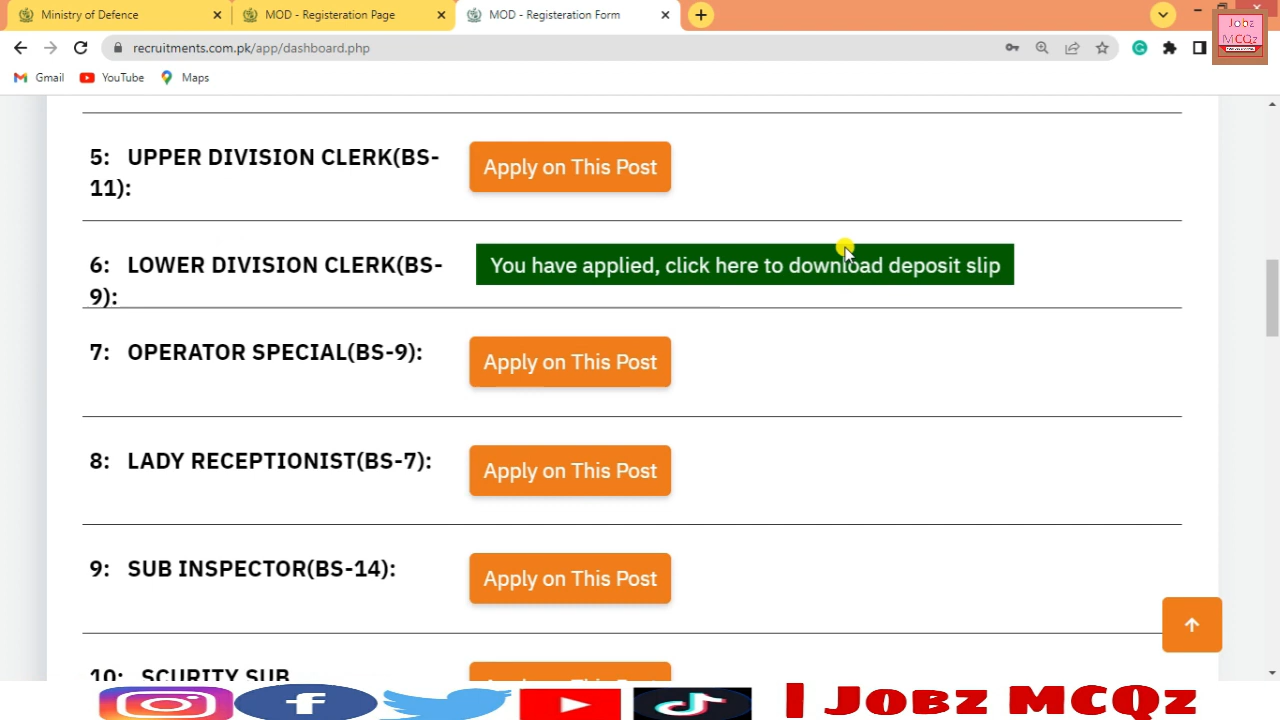 Ministry of Defence
MOD - Registeration Page
MOD - Registeration Form
Jobz
MCQz
recruitments.com.pk/app/dashboard.php
Gmail
YouTube
Maps
5: UPPER DIVISION CLERK(BS-
11):
Apply on This Post
6: LOWER DIVISION CLERK(BS-
9):
You have applied, click here to download deposit slip
7: OPERATOR SPECIAL(BS-9):
Apply on This Post
8: LADY RECEPTIONIST(BS-7):
Apply on This Post
9: SUB INSPECTOR(BS-14):
Apply on This Post
10: SCURITY SUB
| Jobz MCQz